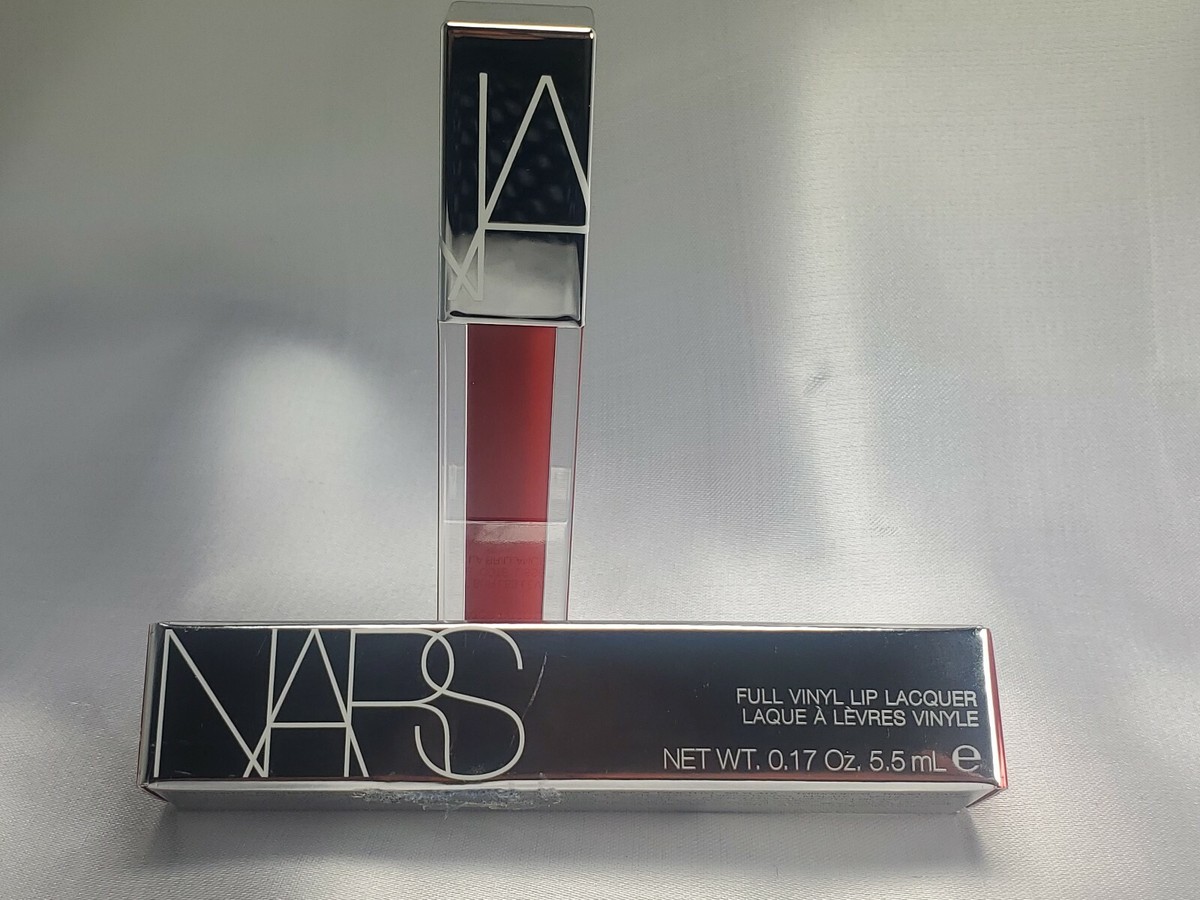 NARS
FULL VINYL LIP LACQUER
LAQUE À LÈVRES VINYLE
NET WT. 0.17 Oz. 5.5 mL e